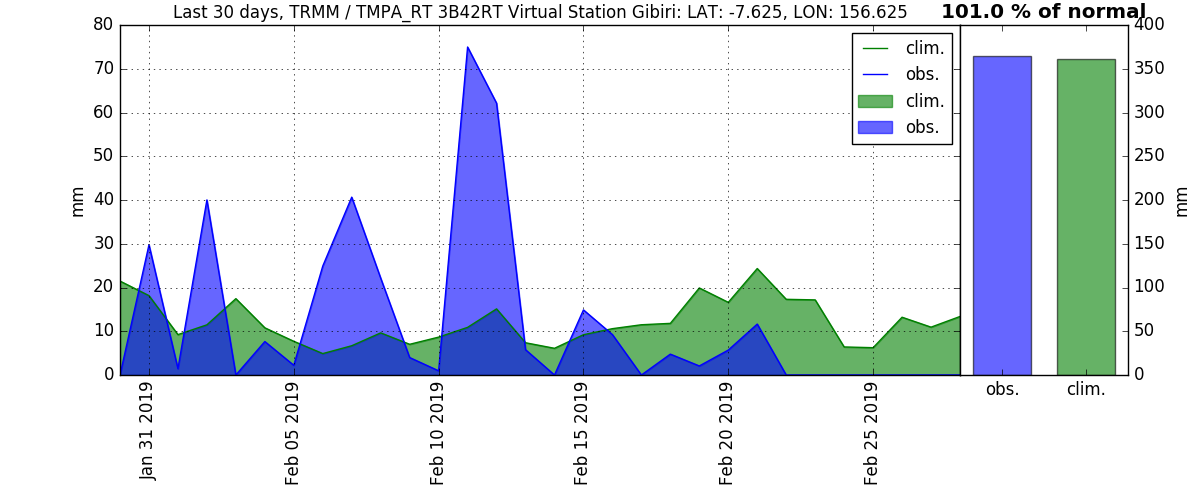 Last 30 days, TRMM / TMPA_RT 3B42RT Virtual Station Gibiri: LAT: -7.625, LON: 156.625
101.0 % of normal
80
70
60
50
40
30
20
10
0
mm
clim.
obs.
clim.
obs.
Jan 31 2019
Feb 05 2019
Feb 10 2019
Feb 15 2019
Feb 20 2019
Feb 25 2019
400
350
300
250
200
150
100
50
0
mm
obs.
clim.